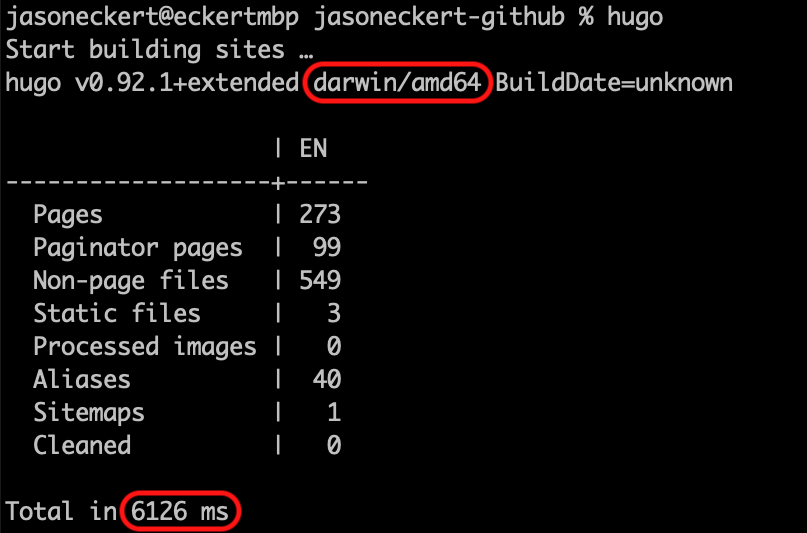 jasoneckert@eckertmbp jasoneckert-github % hugo
Start building sites …
hugo v0.92.1+extended darwin/amd64 BuildDate=unknown
                   | EN
-------------------+------
  Pages            | 273
  Paginator pages  |  99
  Non-page files   | 549
  Static files     |   3
  Processed images |   0
  Aliases          |  40
  Sitemaps         |   1
  Cleaned          |   0
Total in 6126 ms